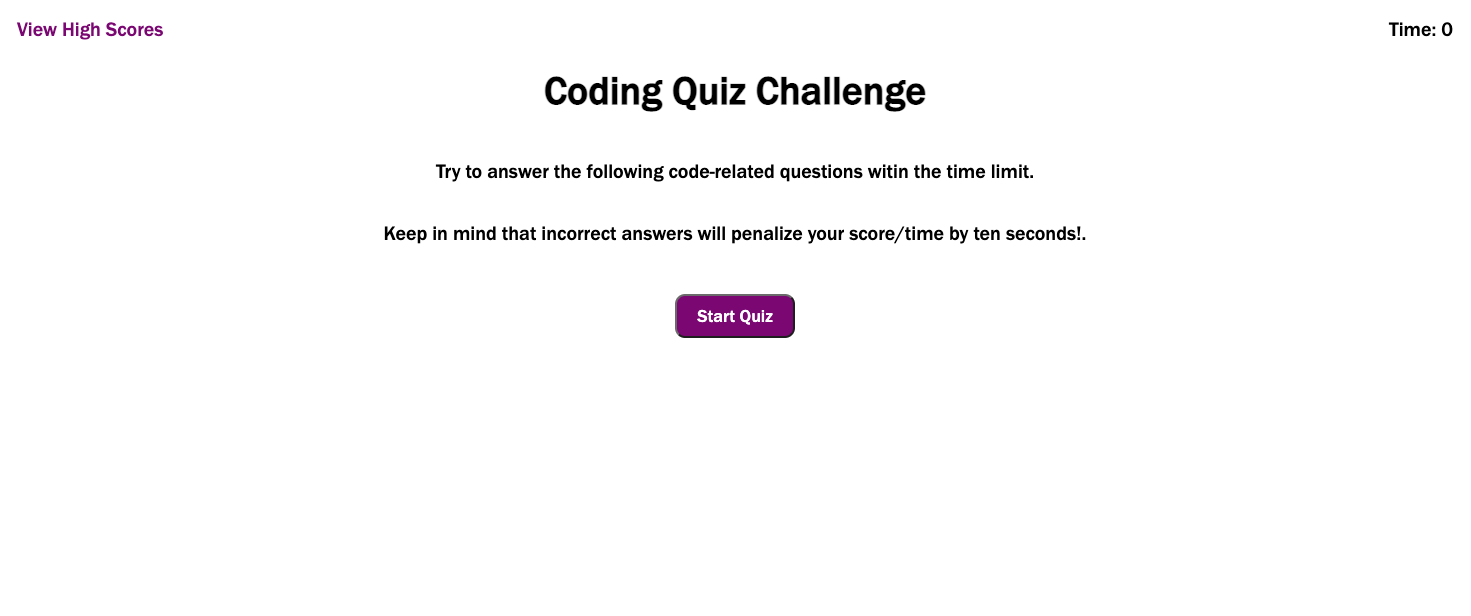 View High Scores
Time: 0
Coding Quiz Challenge
Try to answer the following code-related questions witin the time limit.
Keep in mind that incorrect answers will penalize your score/time by ten seconds!.
Start Quiz